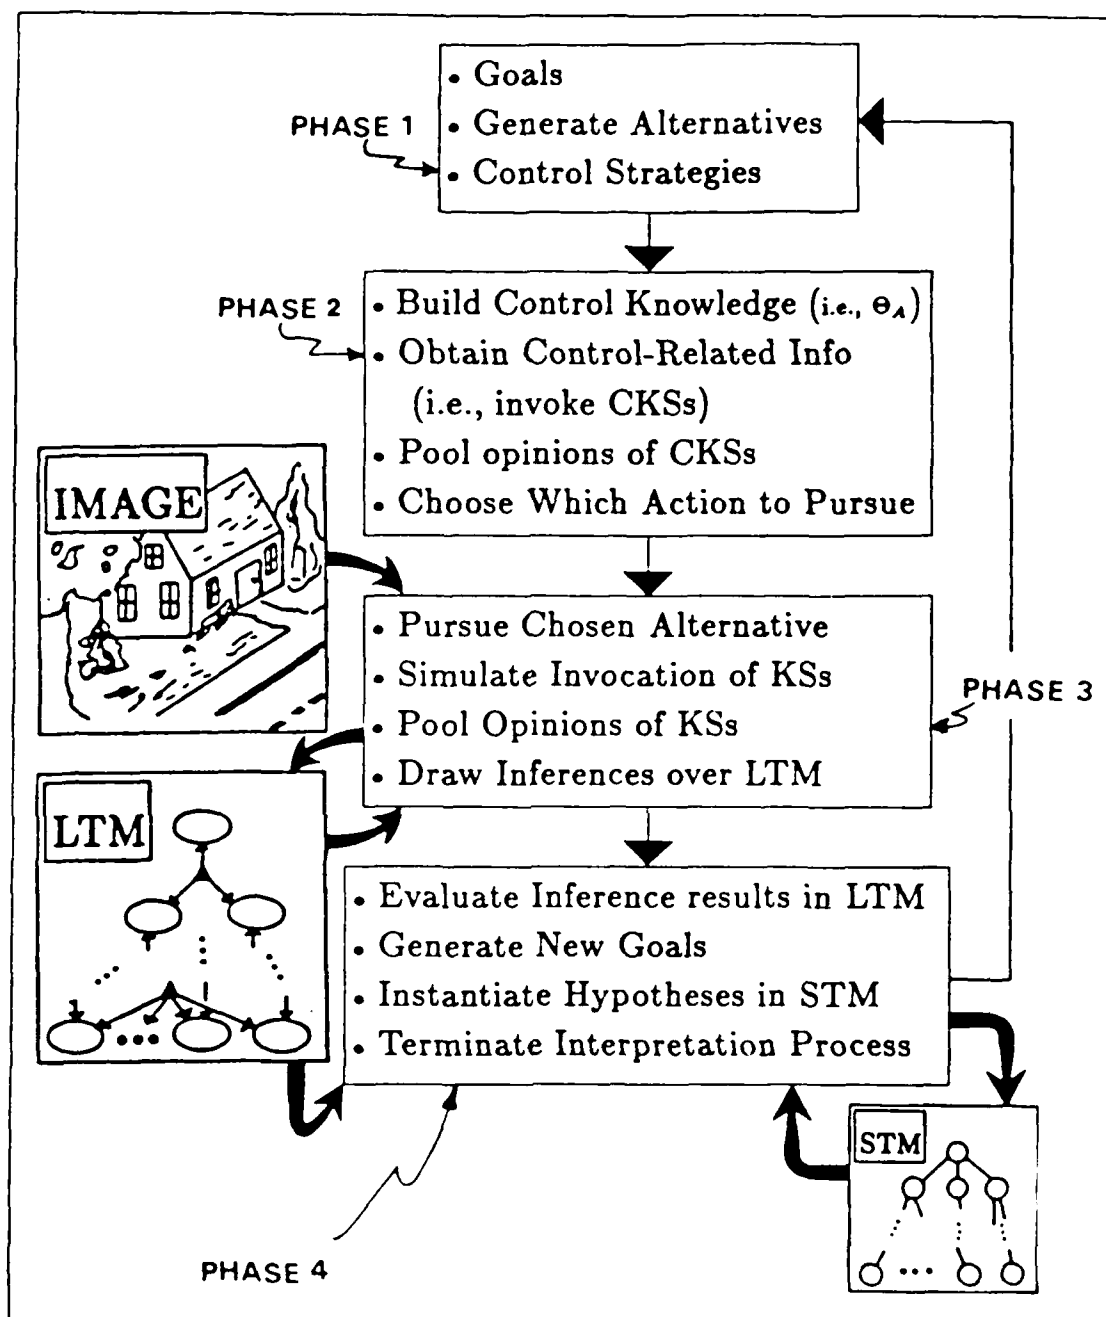 • Goals
• Generate Alternatives
• Control Strategies
PHASE 1
• Build Control Knowledge (i.e., Θ_A)
• Obtain Control-Related Info
(i.e., invoke CKSs)
• Pool opinions of CKSs
• Choose Which Action to Pursue
PHASE 2
IMAGE
• Pursue Chosen Alternative
• Simulate Invocation of KSs
• Pool Opinions of KSs
• Draw Inferences over LTM
PHASE 3
LTM
• Evaluate Inference results in LTM
• Generate New Goals
• Instantiate Hypotheses in STM
• Terminate Interpretation Process
STM
PHASE 4